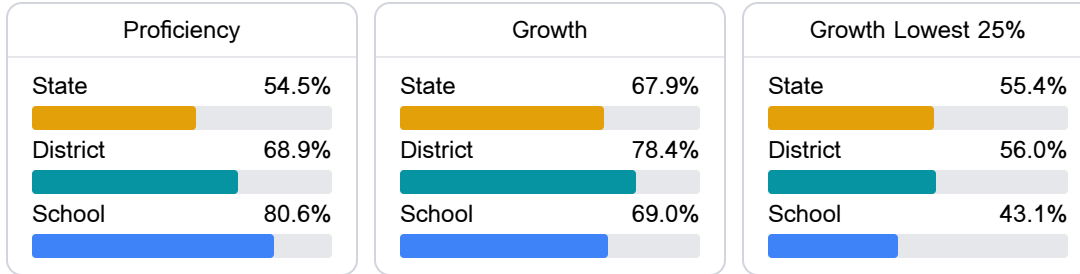 Proficiency
State 54.5%
District 68.9%
School 80.6%
Growth
State 67.9%
District 78.4%
School 69.0%
Growth Lowest 25%
State 55.4%
District 56.0%
School 43.1%